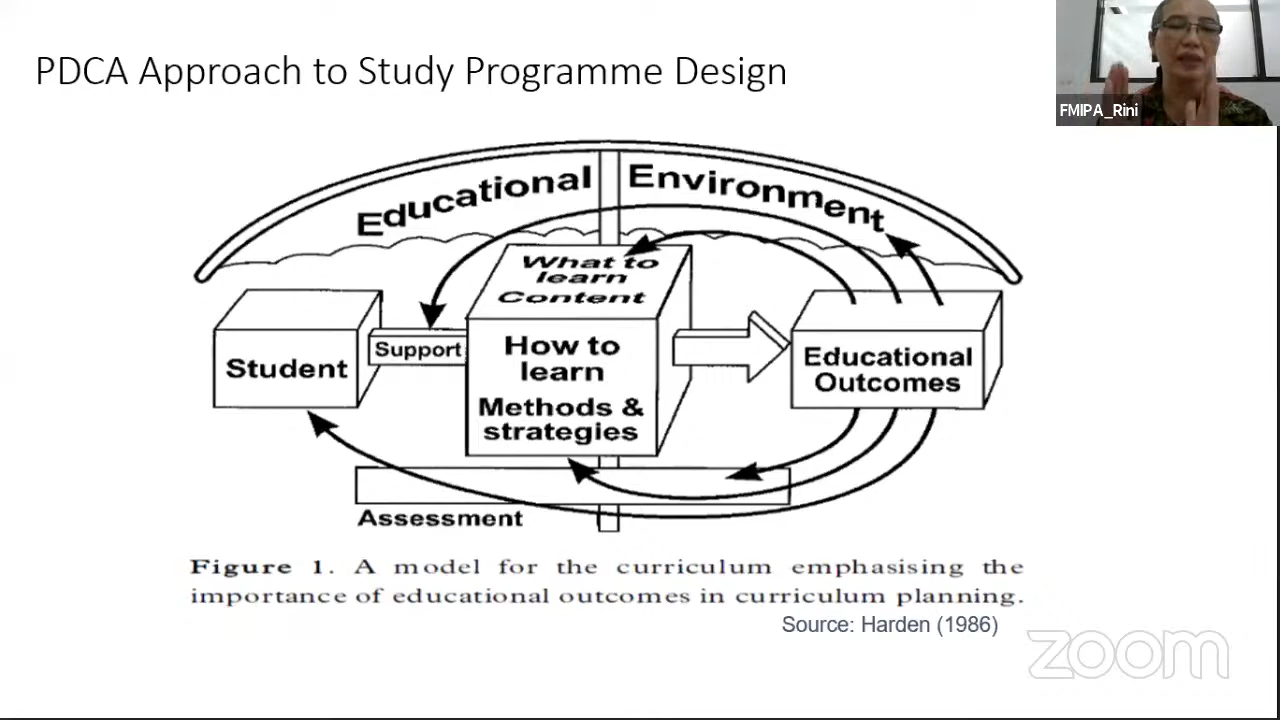 PDCA Approach to Study Programme Design
FMIPA_Rini
Educational Environment
What to
learn
Content
Student
Support
How to
learn
Methods &
strategies
Educational
Outcomes
Assessment
Figure 1. A model for the curriculum emphasising the
importance of educational outcomes in curriculum planning.
Source: Harden (1986)
zoom